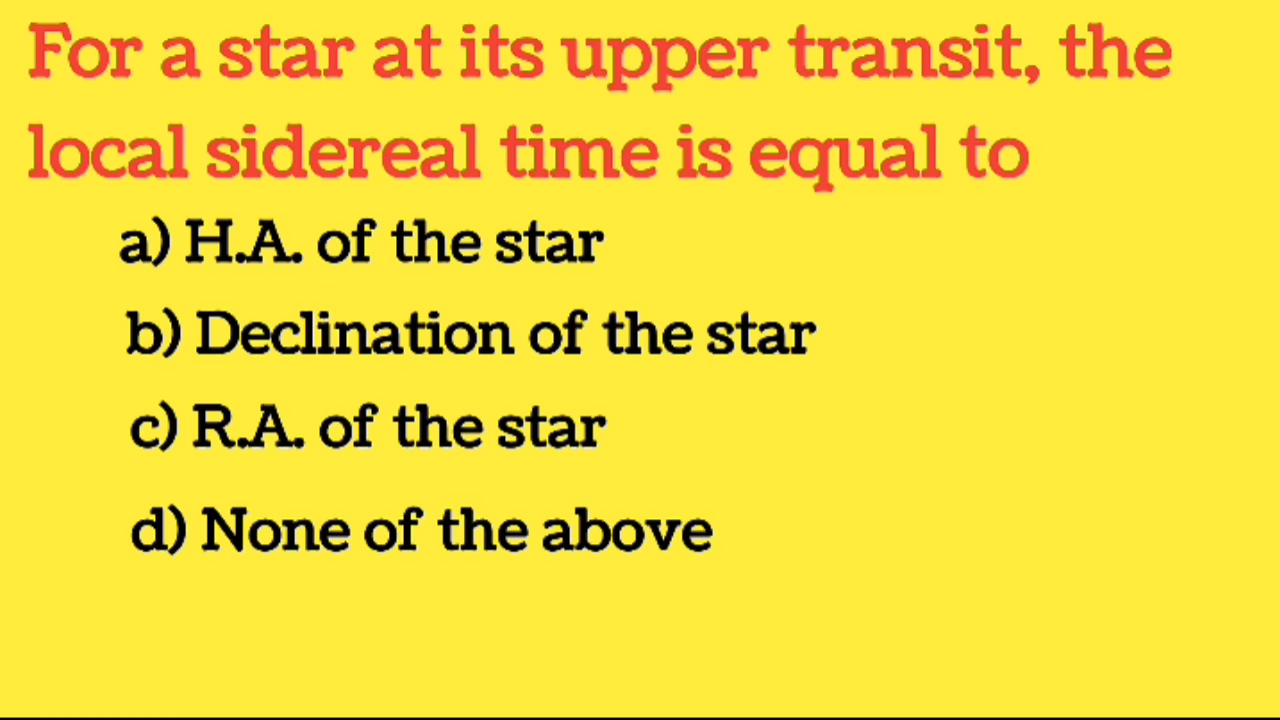 For a star at its upper transit, the
local sidereal time is equal to
a) H.A. of the star
b) Declination of the star
c) R.A. of the star
d) None of the above